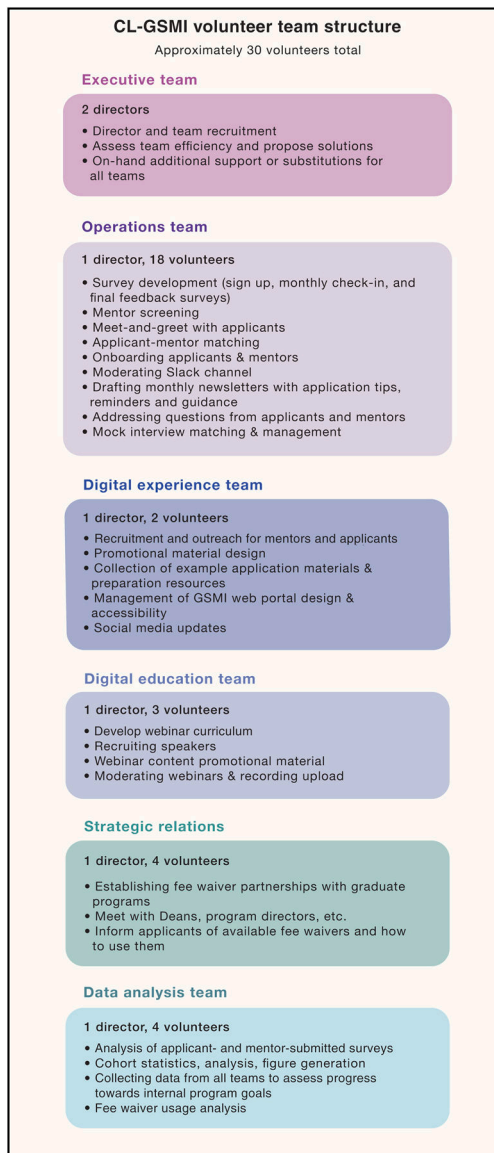 CL-GSMI volunteer team structure
Approximately 30 volunteers total
Executive team
2 directors
• Director and team recruitment
• Assess team efficiency and propose solutions
• On-hand additional support or substitutions for
all teams
Operations team
1 director, 18 volunteers
• Survey development (sign up, monthly check-in, and
final feedback surveys)
• Mentor screening
• Meet-and-greet with applicants
• Applicant-mentor matching
• Onboarding applicants & mentors
• Moderating Slack channel
• Drafting monthly newsletters with application tips,
reminders and guidance
• Addressing questions from applicants and mentors
• Mock interview matching & management
Digital experience team
1 director, 2 volunteers
• Recruitment and outreach for mentors and applicants
• Promotional material design
• Collection of example application materials &
preparation resources
• Management of GSMI web portal design &
accessibility
• Social media updates
Digital education team
1 director, 3 volunteers
• Develop webinar curriculum
• Recruiting speakers
• Webinar content promotional material
• Moderating webinars & recording upload
Strategic relations
1 director, 4 volunteers
• Establishing fee waiver partnerships with graduate
programs
• Meet with Deans, program directors, etc.
• Inform applicants of available fee waivers and how
to use them
Data analysis team
1 director, 4 volunteers
• Analysis of applicant- and mentor-submitted surveys
• Cohort statistics, analysis, figure generation
• Collecting data from all teams to assess progress
towards internal program goals
• Fee waiver usage analysis